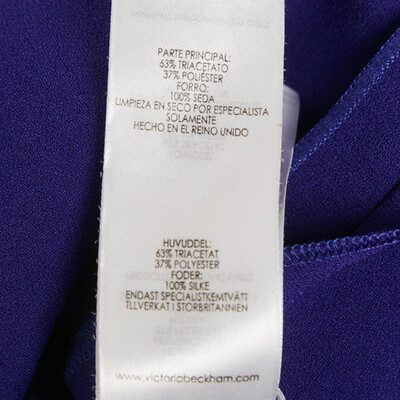 PARTE PRINCIPAL:
63% TRIACETATO
37% POLIÉSTER
FORRO:
100% SEDA
LIMPIEZA EN SECO POR ESPECIALISTA
SOLAMENTE
HECHO EN EL REINO UNIDO
HUVUDDEL:
63% TRIACETAT
37% POLYESTER
FODER:
100% SILKE
ENDAST SPECIALISTKEMTVÄTT
TLLVERKAT I STORBRITANNIEN
www.victoriabeckham.com